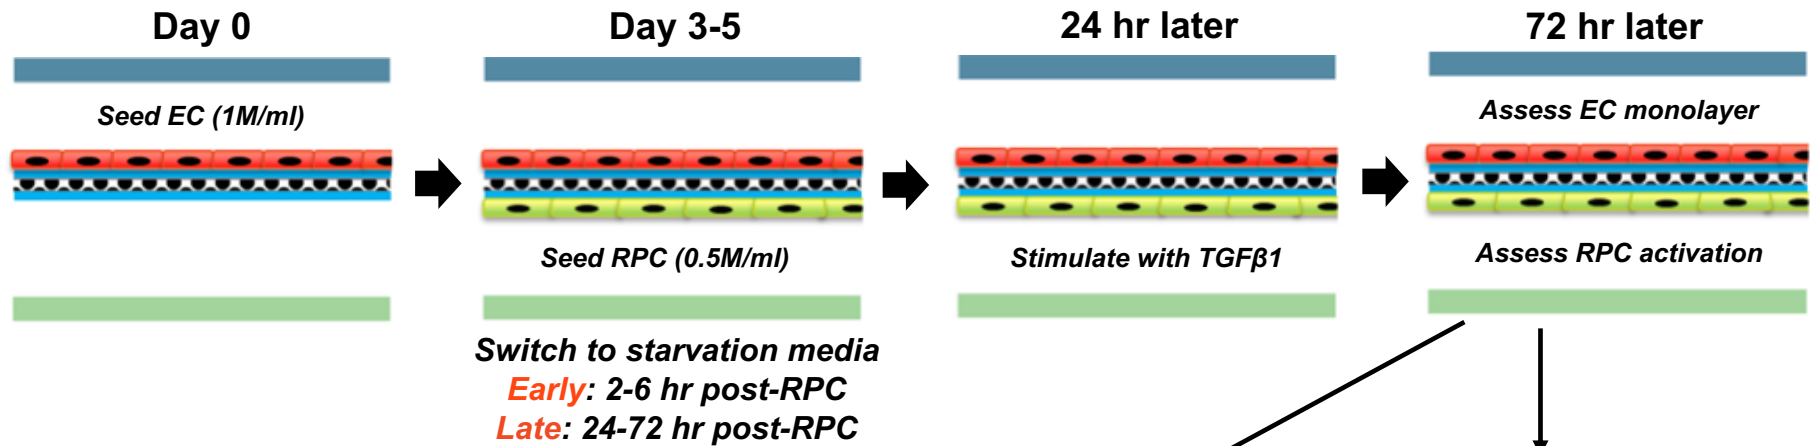 Day 0
Seed EC (1M/ml)
Day 3-5
Seed RPC (0.5M/ml)
Switch to starvation media
Early: 2-6 hr post-RPC
Late: 24-72 hr post-RPC
24 hr later
Stimulate with TGFβ1
72 hr later
Assess EC monolayer
Assess RPC activation